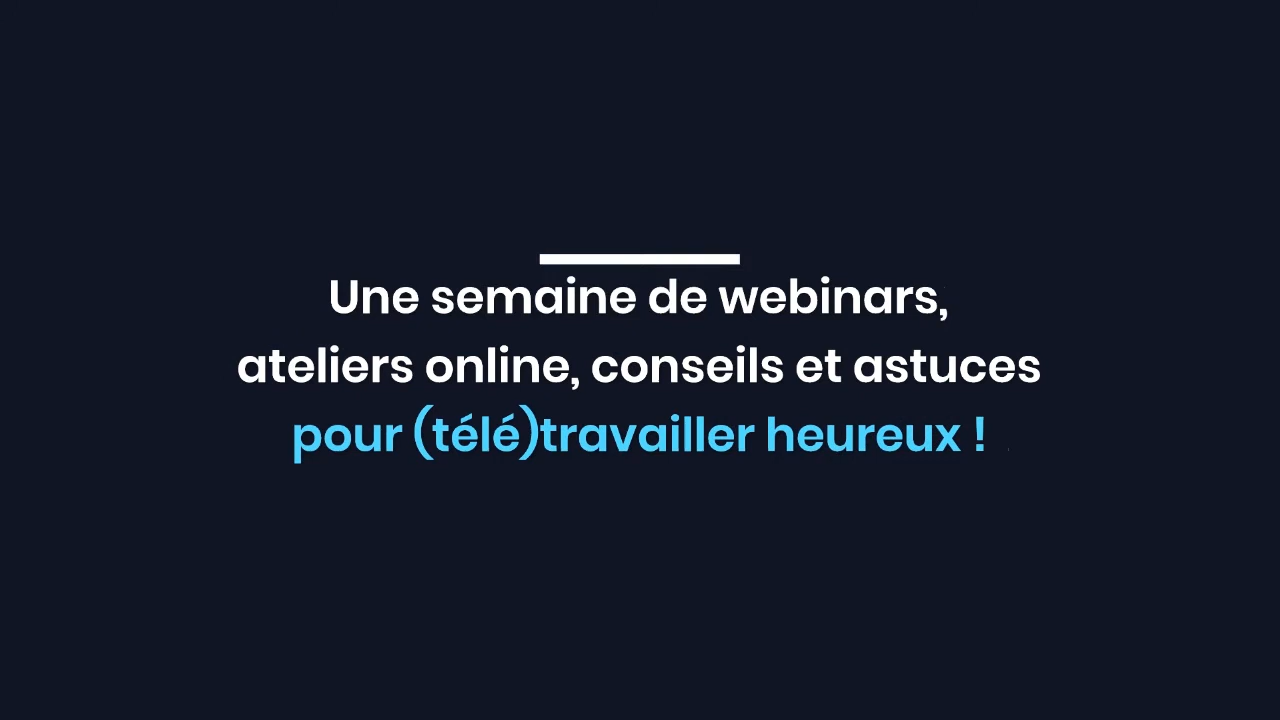 Une semaine de webinars,
ateliers online, conseils et astuces
pour (télé)travailler heureux !